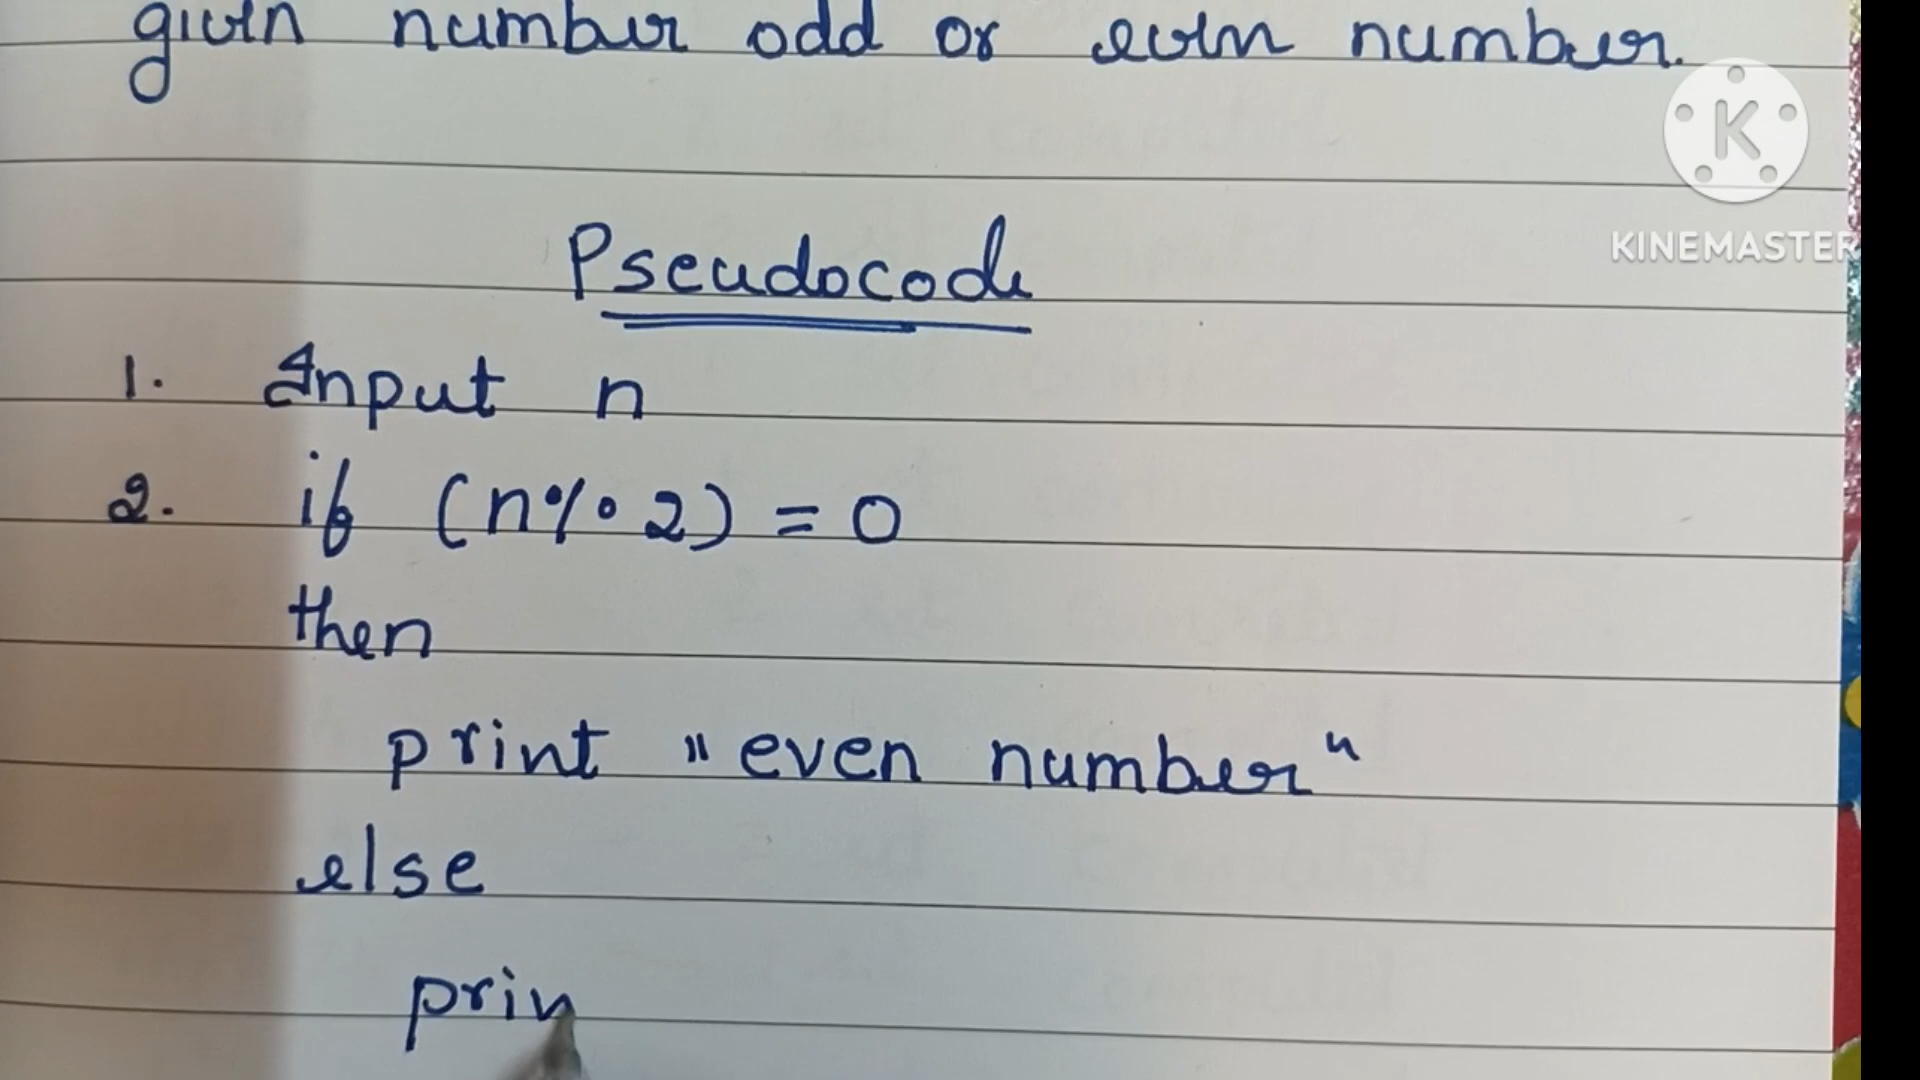 given number odd or even number.
K
KINEMASTER
Pseudocode
1. Input n
2. if (n%2) = 0
then
print "even number"
else
prin